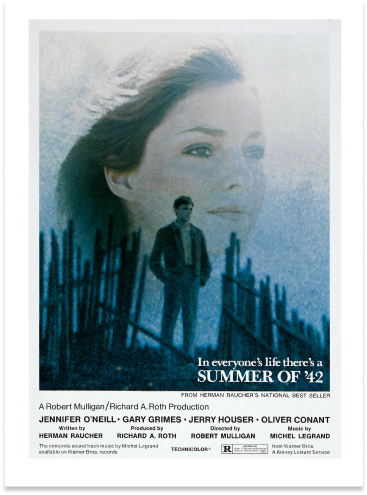 In everyone's life there's a
SUMMER OF '42
FROM HERMAN RAUCHER'S NATIONAL BEST SELLER
A Robert Mulligan/Richard A. Roth Production
JENNIFER O'NEILL • GARY GRIMES • JERRY HOUSER • OLIVER CONANT
Written by Produced by Directed by Music by
HERMAN RAUCHER RICHARD A. ROTH ROBERT MULLIGAN MICHEL LEGRAND
The complete sound track music by Michel Legrand
available on Warner Bros. records
TECHNICOLOR®
R
from Warner Bros.
A Kinney Leisure Service